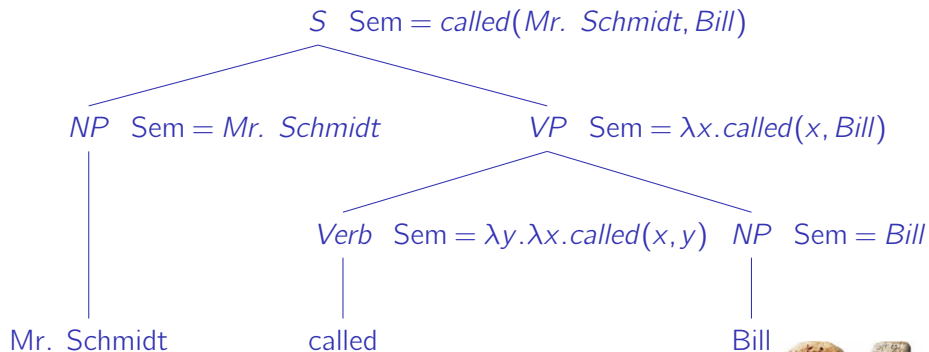 S Sem = called(Mr. Schmidt, Bill)
NP Sem = Mr. Schmidt VP Sem = λx.called(x, Bill)
Verb Sem = λy.λx.called(x, y) NP Sem = Bill
Mr. Schmidt called Bill